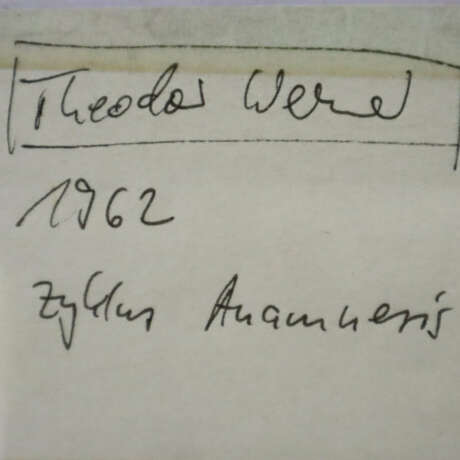 Theodor Werner
1962
Zyklus Anamnesis